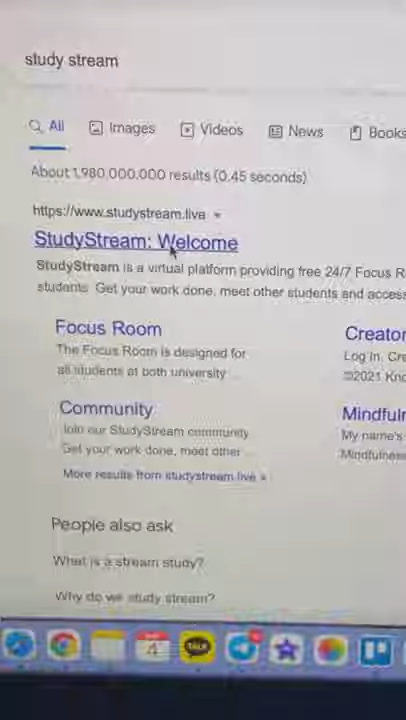 study stream
All Images Videos News Books
About 1,980,000,000 results (0.45 seconds)
https://www.studystream.live
StudyStream: Welcome
StudyStream is a virtual platform providing free 24/7 Focus R
students. Get your work done, meet other students and access
Focus Room
The Focus Room is designed for
all students at both university ...
Creator
Log In. Cre
©2021 Kno
Community
Join our StudyStream community.
Get your work done, meet other ...
Mindfuln
My name's
Mindfulness
More results from studystream.live »
People also ask
What is a stream study?
Why do we study stream?
4
TALK